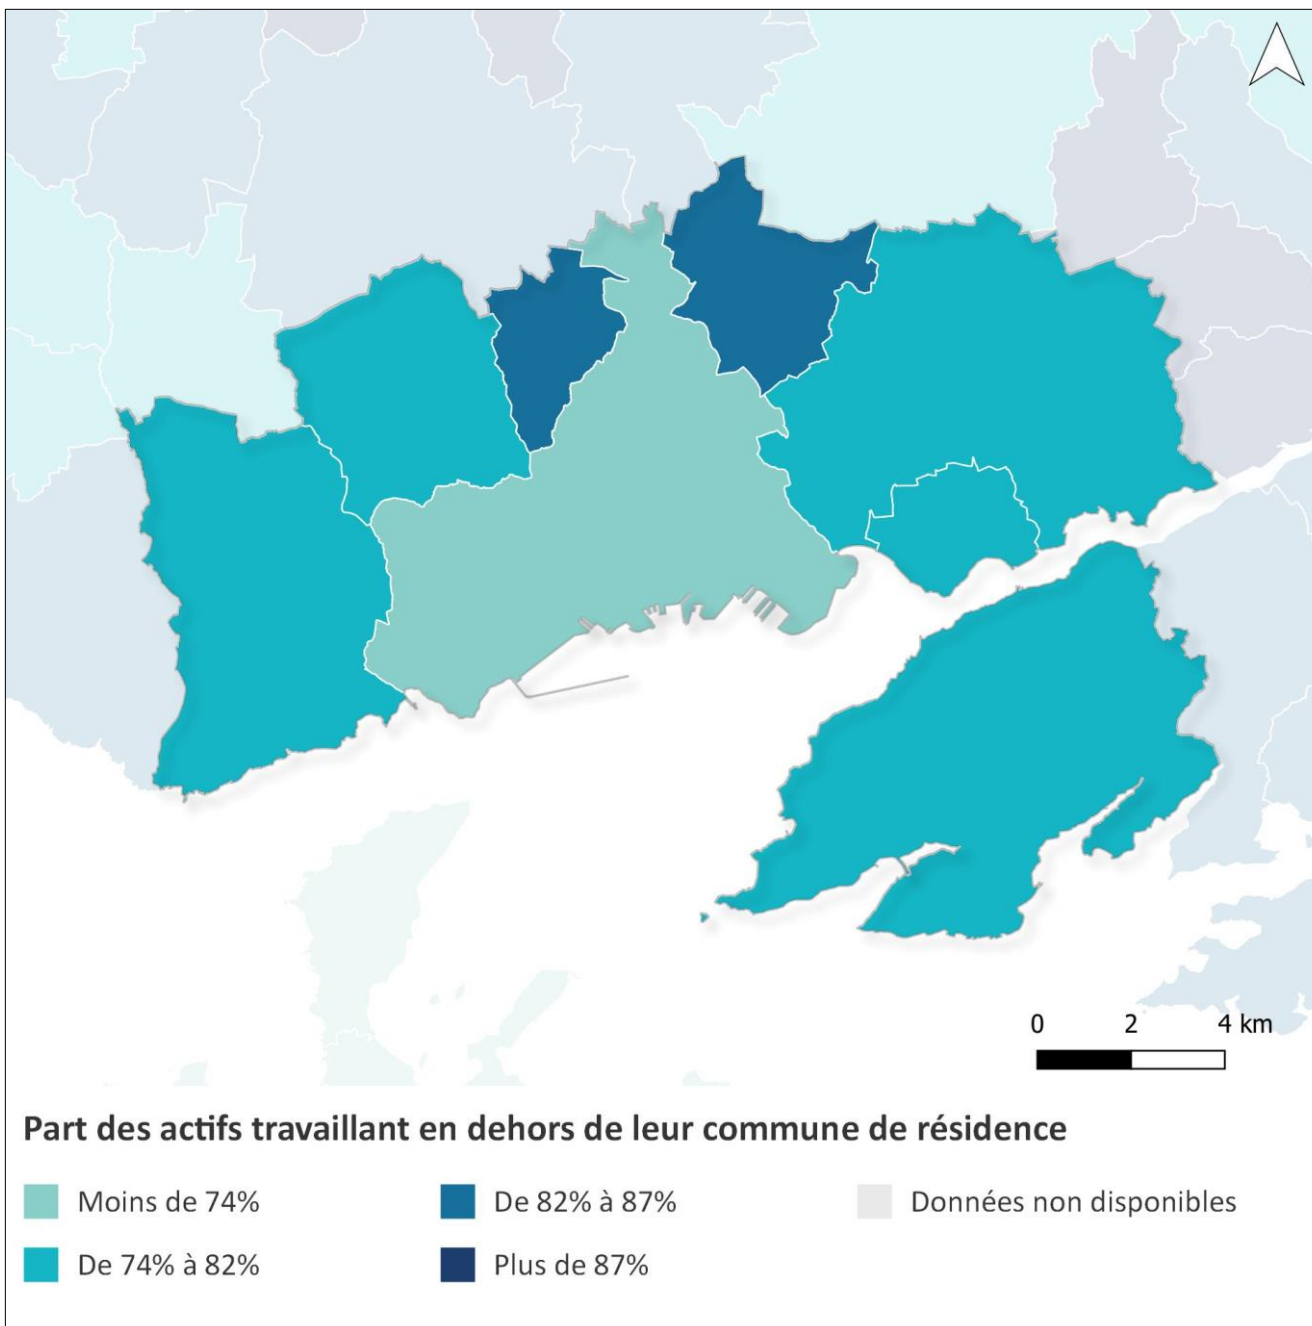 0 2 4 km
Part des actifs travaillant en dehors de leur commune de résidence
Moins de 74% De 82% à 87% Données non disponibles
De 74% à 82% Plus de 87%